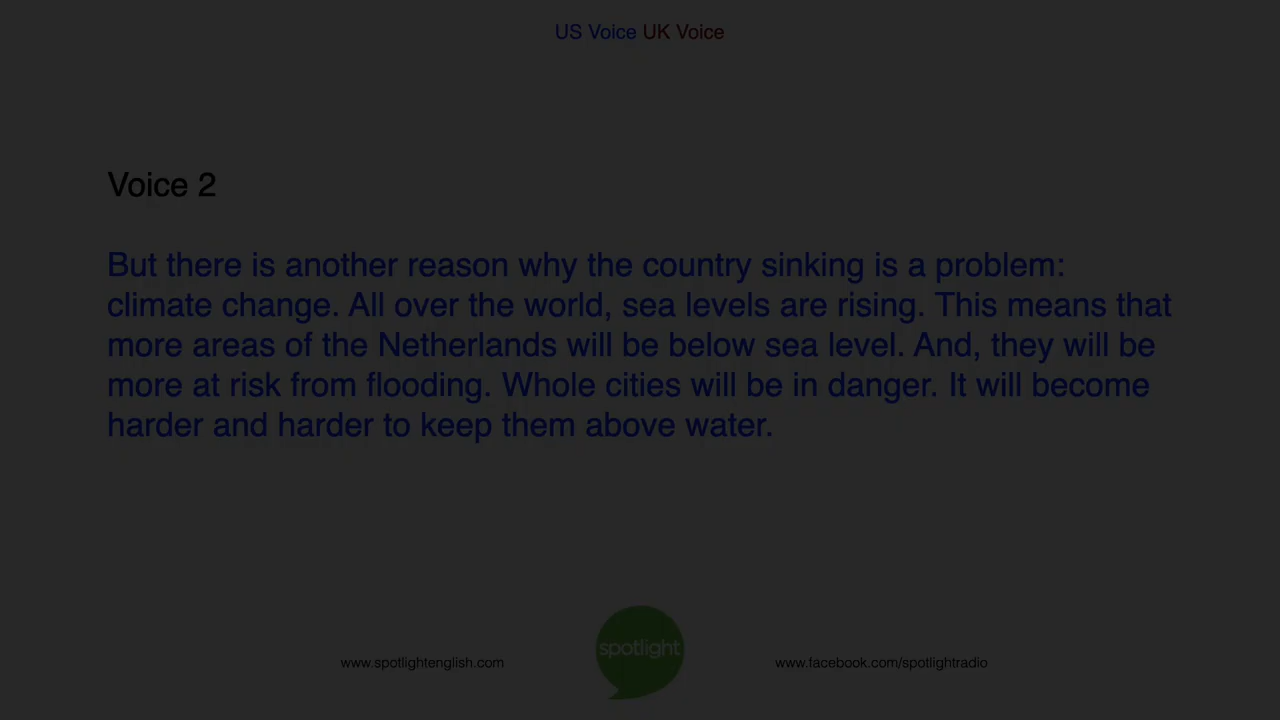 US Voice UK Voice
Voice 2
But there is another reason why the country sinking is a problem:
climate change. All over the world, sea levels are rising. This means that
more areas of the Netherlands will be below sea level. And, they will be
more at risk from flooding. Whole cities will be in danger. It will become
harder and harder to keep them above water.
spotlight
www.spotlightenglish.com
www.facebook.com/spotlightradio